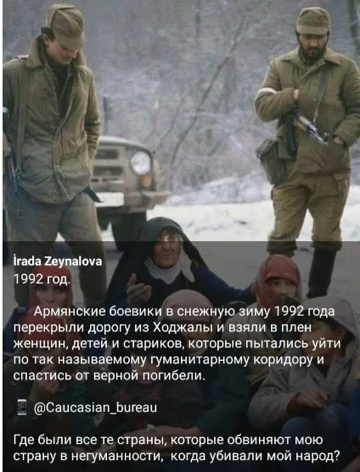 İrada Zeynalova
1992 год.
Армянские боевики в снежную зиму 1992 года
перекрыли дорогу из Ходжалы и взяли в плен
женщин, детей и стариков, которые пытались уйти
по так называемому гуманитарному коридору и
спастись от верной погибели.
@Caucasian_bureau
Где были все те страны, которые обвиняют мою
страну в негуманности, когда убивали мой народ?